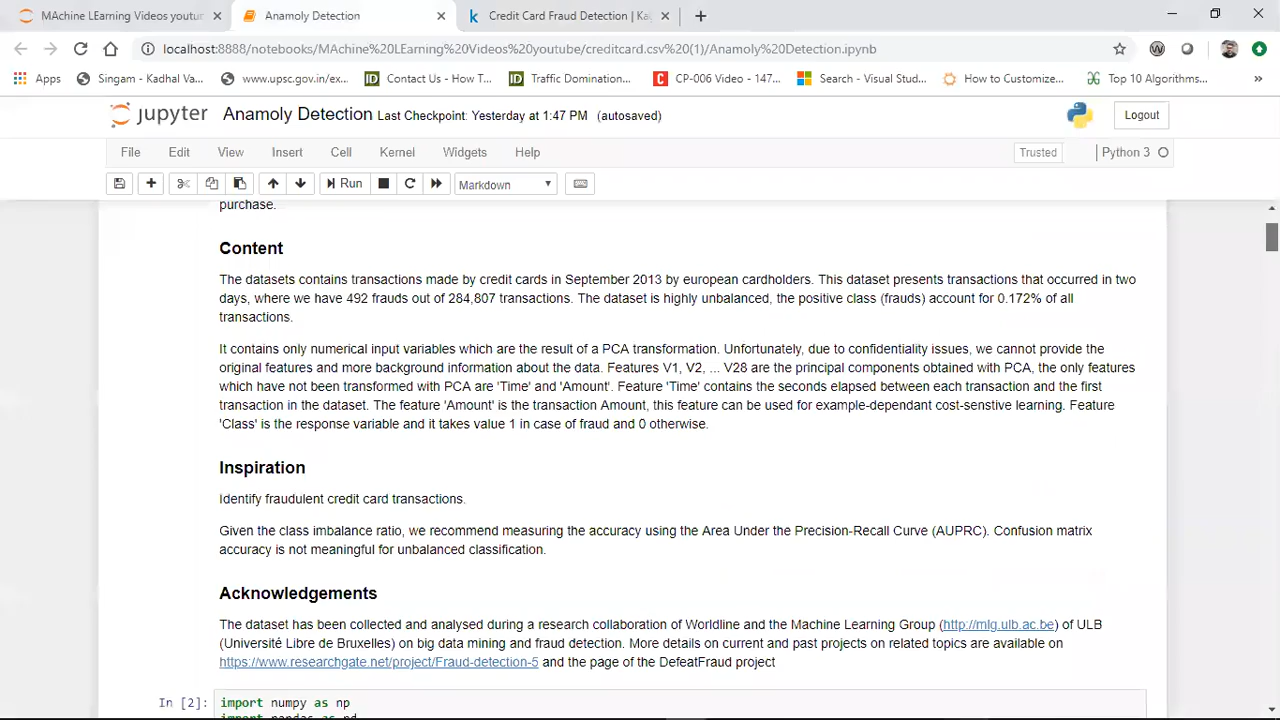 MAchine LEarning Videos youtu
Anamoly Detection
Credit Card Fraud Detection | Ka
localhost:8888/notebooks/MAchine%20LEarning%20Videos%20youtube/creditcard.csv%20(1)/Anamoly%20Detection.ipynb
Apps
Singam - Kadhal Va...
www.upsc.gov.in/ex...
ID Contact Us - How T...
ID Traffic Domination...
C CP-006 Video - 147...
Search - Visual Stud...
How to Customize...
Top 10 Algorithms...
»
jupyter Anamoly Detection Last Checkpoint: Yesterday at 1:47 PM (autosaved)
Logout
File Edit View Insert Cell Kernel Widgets Help
Trusted
Python 3
Run
Markdown
purchase.
Content
The datasets contains transactions made by credit cards in September 2013 by european cardholders. This dataset presents transactions that occurred in two
days, where we have 492 frauds out of 284,807 transactions. The dataset is highly unbalanced, the positive class (frauds) account for 0.172% of all
transactions.
It contains only numerical input variables which are the result of a PCA transformation. Unfortunately, due to confidentiality issues, we cannot provide the
original features and more background information about the data. Features V1, V2, ... V28 are the principal components obtained with PCA, the only features
which have not been transformed with PCA are 'Time' and 'Amount'. Feature 'Time' contains the seconds elapsed between each transaction and the first
transaction in the dataset. The feature 'Amount' is the transaction Amount, this feature can be used for example-dependant cost-senstive learning. Feature
'Class' is the response variable and it takes value 1 in case of fraud and 0 otherwise.
Inspiration
Identify fraudulent credit card transactions.
Given the class imbalance ratio, we recommend measuring the accuracy using the Area Under the Precision-Recall Curve (AUPRC). Confusion matrix
accuracy is not meaningful for unbalanced classification.
Acknowledgements
The dataset has been collected and analysed during a research collaboration of Worldline and the Machine Learning Group (http://mlg.ulb.ac.be) of ULB
(Université Libre de Bruxelles) on big data mining and fraud detection. More details on current and past projects on related topics are available on
https://www.researchgate.net/project/Fraud-detection-5 and the page of the DefeatFraud project
In [2]: import numpy as np
import pandas as pd